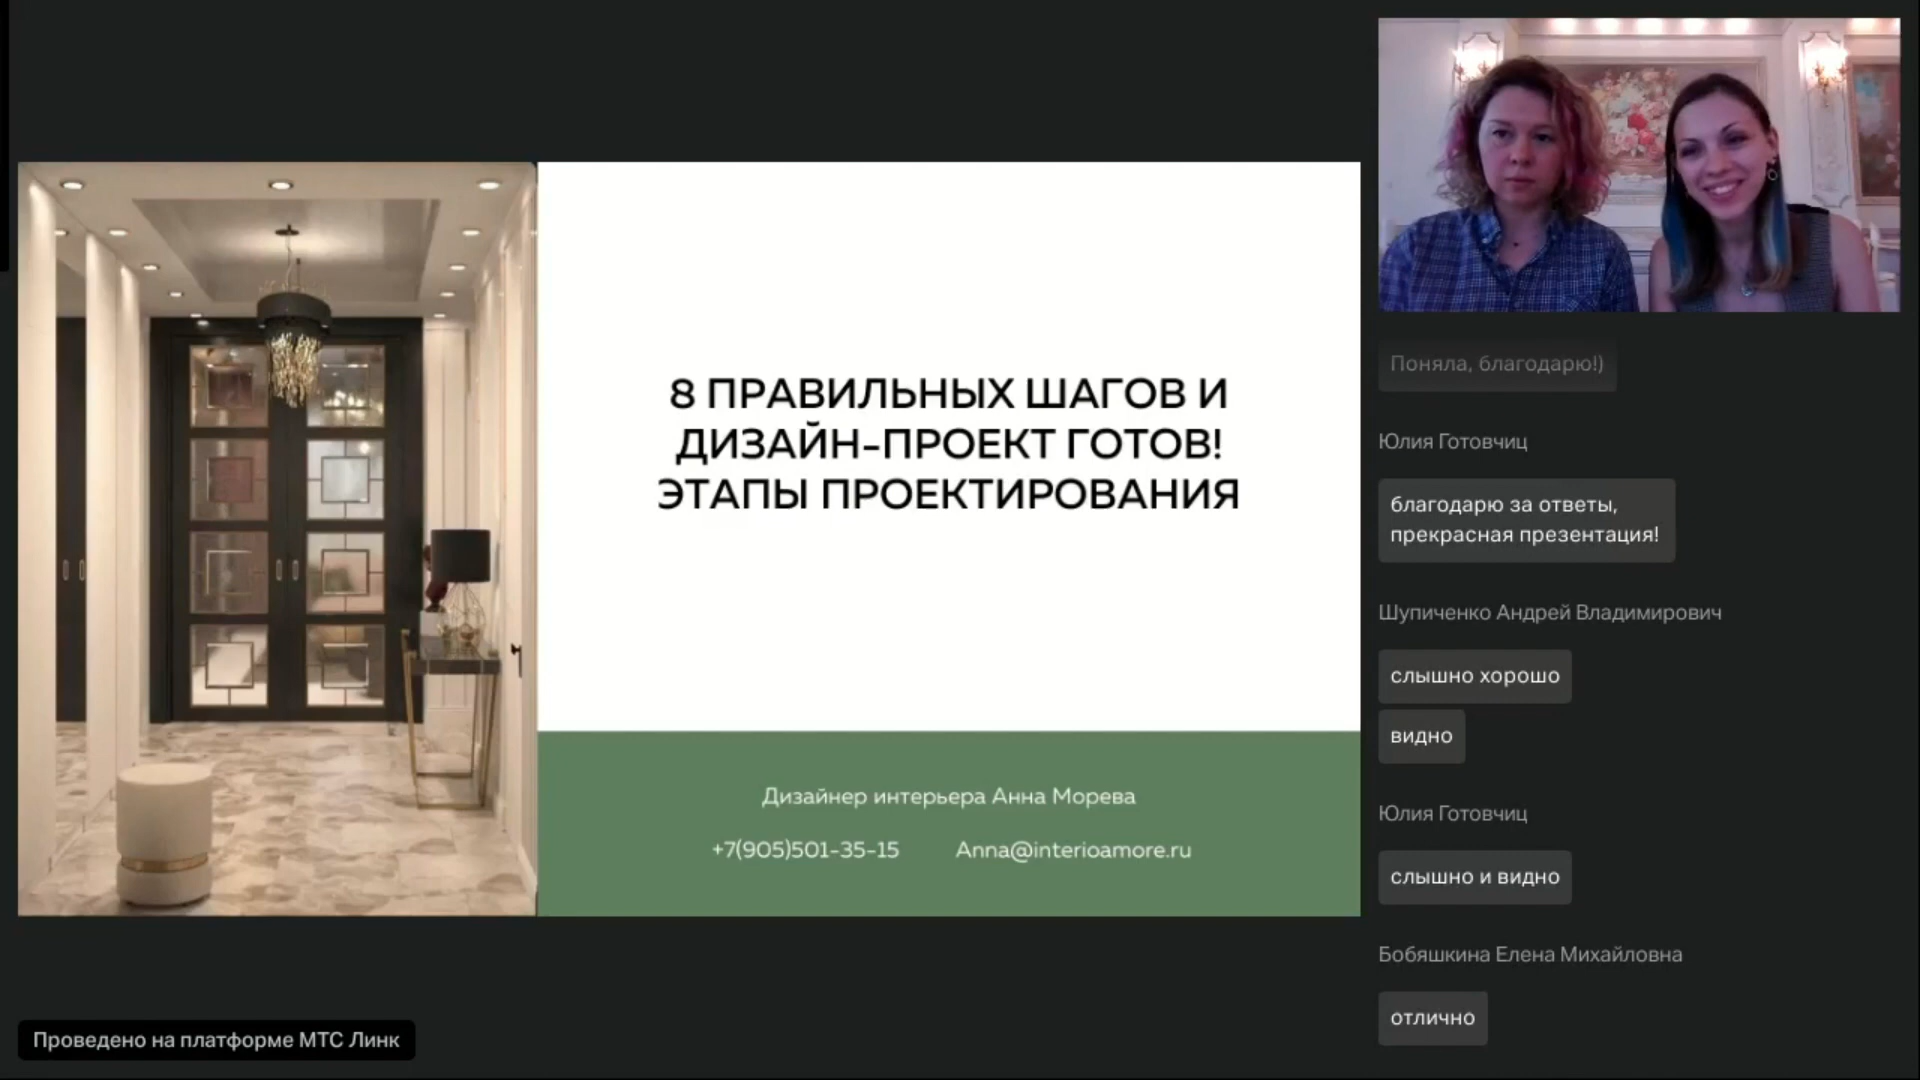 8 ПРАВИЛЬНЫХ ШАГОВ И
ДИЗАЙН-ПРОЕКТ ГОТОВ!
ЭТАПЫ ПРОЕКТИРОВАНИЯ
Дизайнер интерьера Анна Морева
+7(905)501-35-15 Anna@interioamore.ru
Проведено на платформе МТС Линк
Поняла, благодарю!)
Юлия Готовчиц
благодарю за ответы,
прекрасная презентация!
Шупиченко Андрей Владимирович
слышно хорошо
видно
Юлия Готовчиц
слышно и видно
Бобяшкина Елена Михайловна
отлично